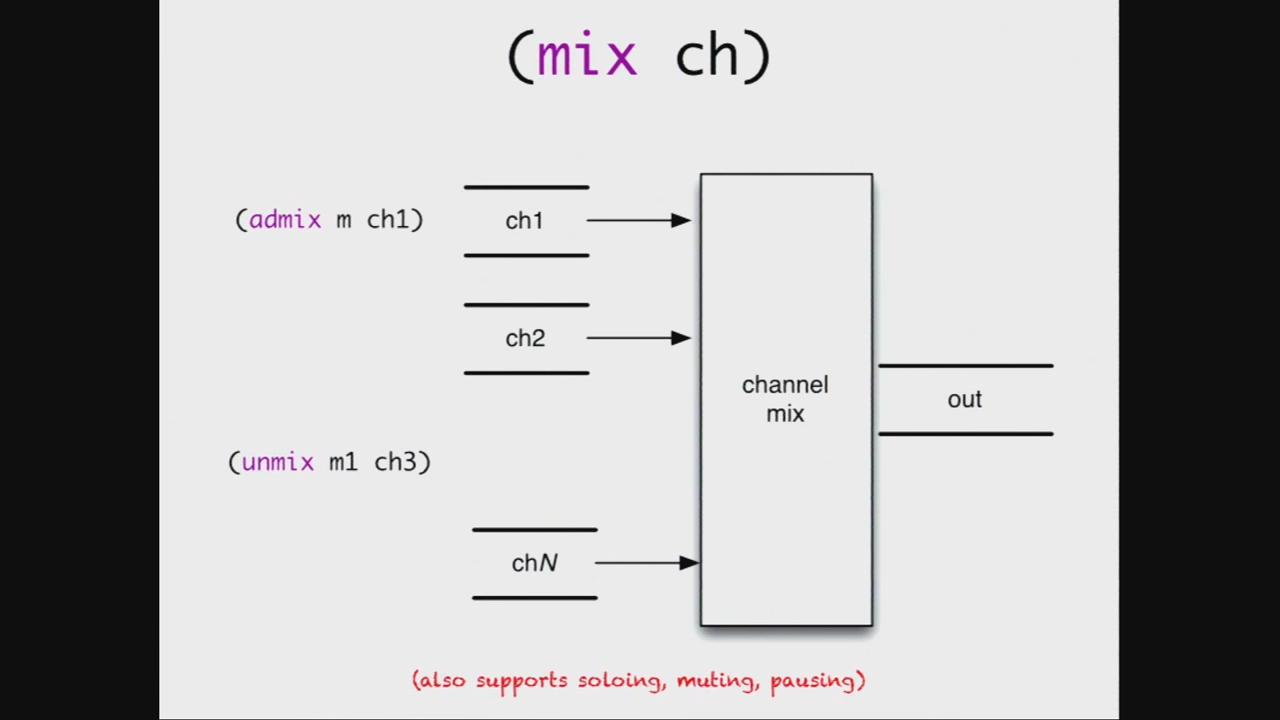 (mix ch)
(admix m ch1)
ch1
ch2
channel
mix
out
(unmix m1 ch3)
chN
(also supports soloing, muting, pausing)